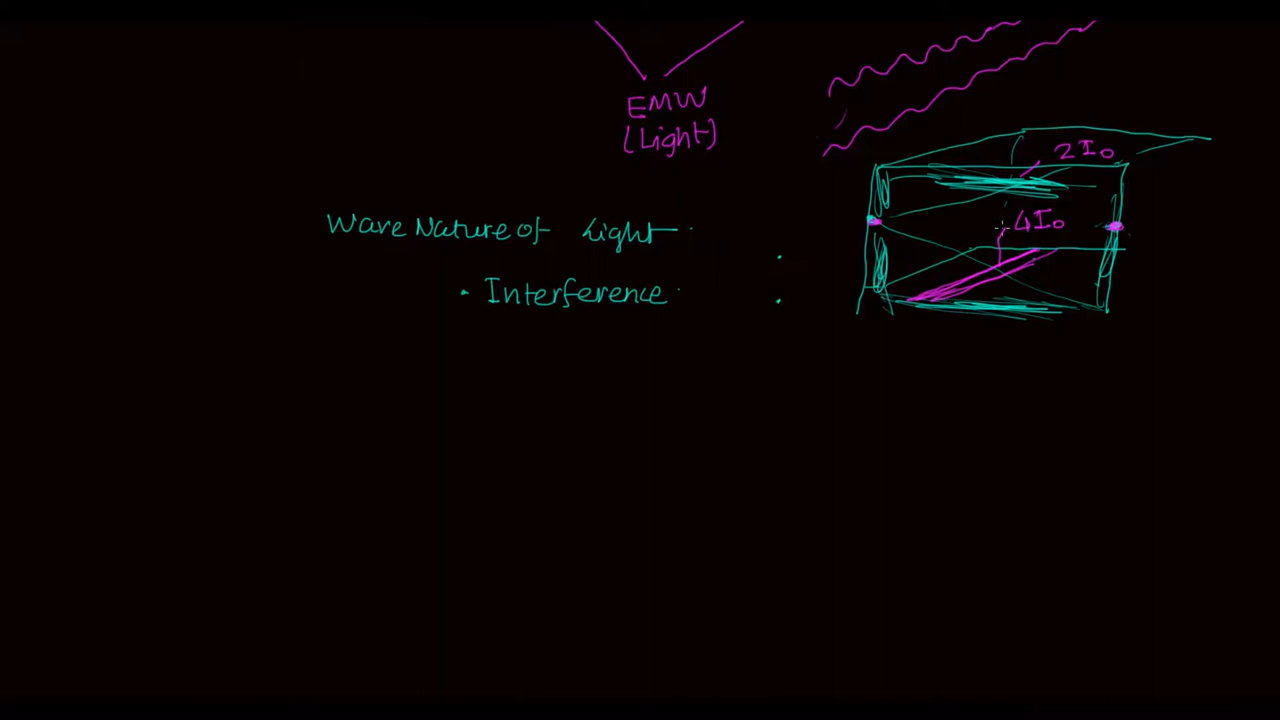 EMW
(Light)
2I₀
4I₀
Wave Nature of Light
• Interference